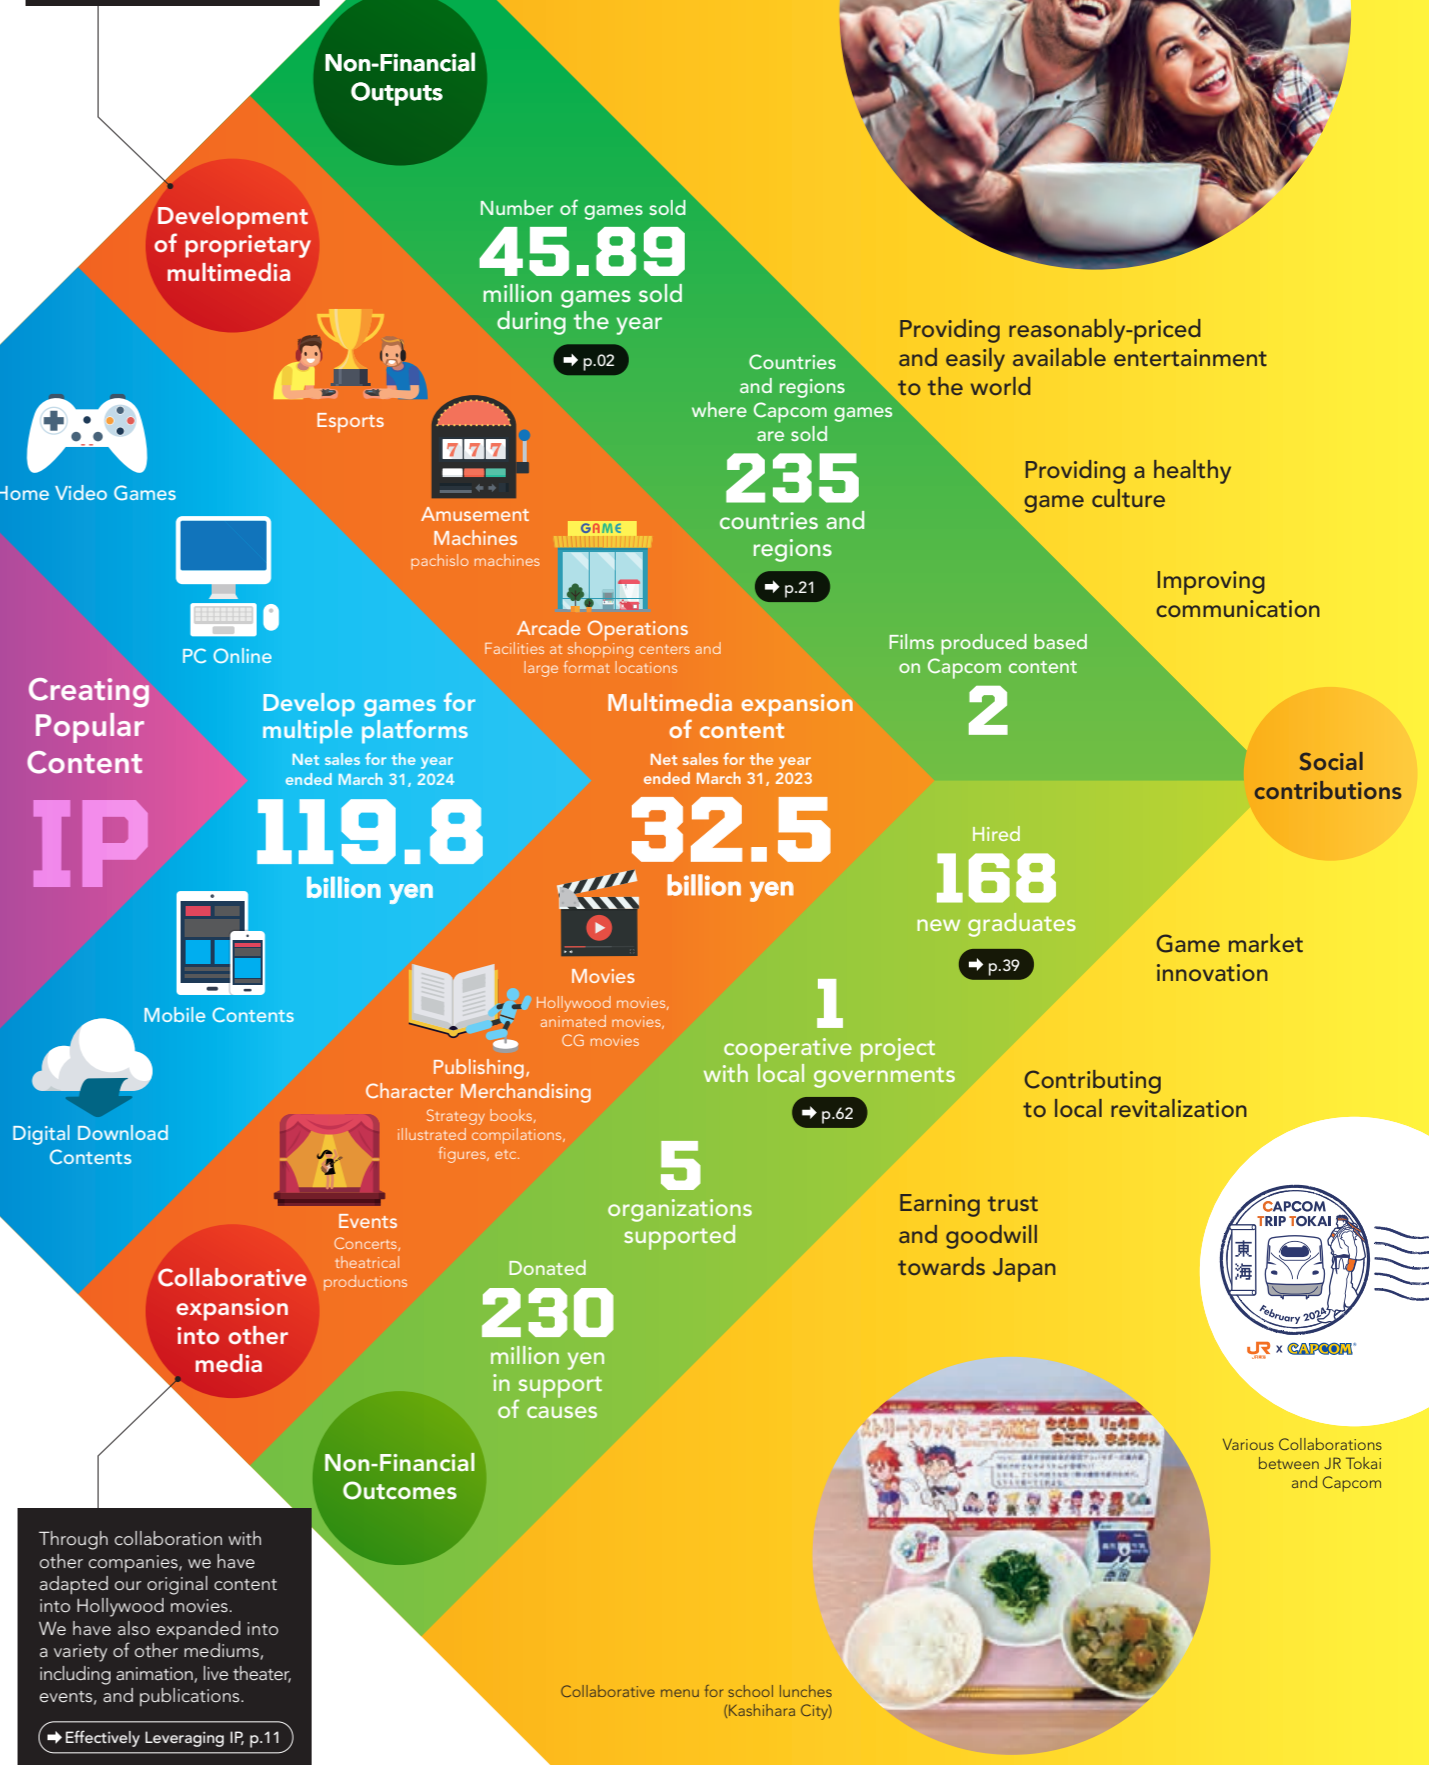 Non-Financial
Outputs
Development
of proprietary
multimedia
Number of games sold
45.89
million games sold
during the year
p.02
Esports
Countries
and regions
where Capcom games
are sold
235
countries and
regions
p.21
Providing reasonably-priced
and easily available entertainment
to the world
Providing a healthy
game culture
Improving
communication
Home Video Games
777
Amusement
Machines
pachislo machines
GAME
Arcade Operations
Facilities at shopping centers and
large format locations
PC Online
Films produced based
on Capcom content
2
Creating
Popular
Content
IP
Develop games for
multiple platforms
Net sales for the year
ended March 31, 2024
119.8
billion yen
Multimedia expansion
of content
Net sales for the year
ended March 31, 2023
32.5
billion yen
Social
contributions
Hired
168
new graduates
p.39
Game market
innovation
Movies
Hollywood movies,
animated movies,
CG movies
Mobile Contents
1
cooperative project
with local governments
p.62
Contributing
to local revitalization
Publishing,
Character Merchandising
Strategy books,
illustrated compilations,
figures, etc.
Digital Download
Contents
5
organizations
supported
Earning trust
and goodwill
towards Japan
Events
Concerts,
theatrical
productions
Collaborative
expansion
into other
media
Donated
230
million yen
in support
of causes
CAPCOM
TRIP TOKAI
東海
February 2024
JR x CAPCOM
Various Collaborations
between JR Tokai
and Capcom
Non-Financial
Outcomes
Through collaboration with
other companies, we have
adapted our original content
into Hollywood movies.
We have also expanded into
a variety of other mediums,
including animation, live theater,
events, and publications.
Effectively Leveraging IP, p.11
Collaborative menu for school lunches
(Kashihara City)